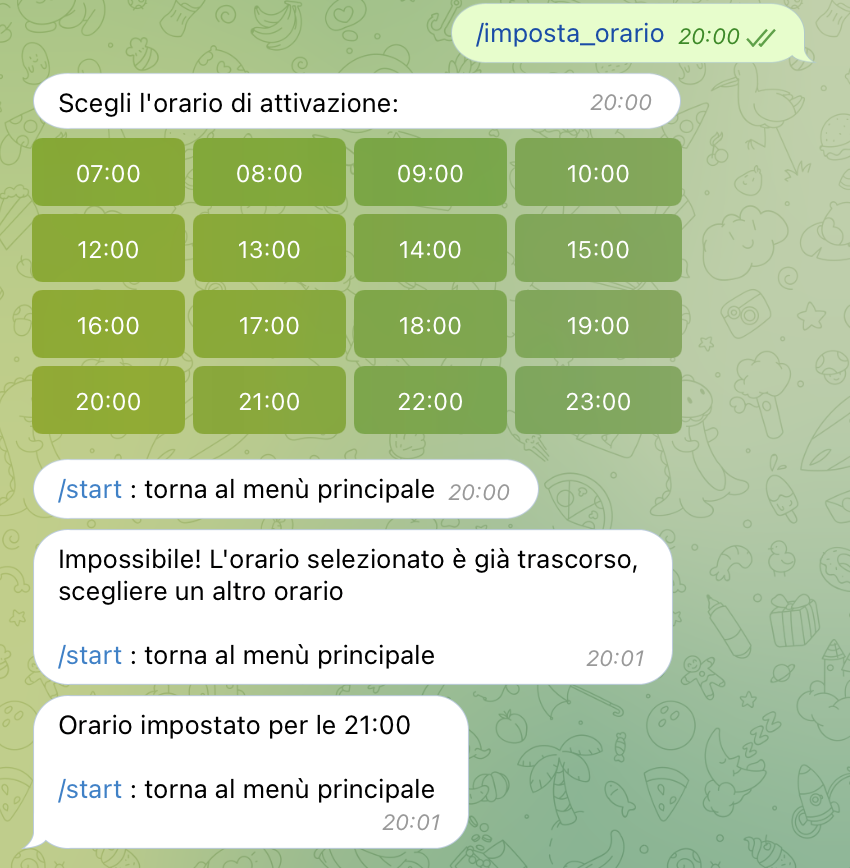 /imposta_orario 20:00
Scegli l'orario di attivazione: 20:00
07:00 08:00 09:00 10:00
12:00 13:00 14:00 15:00
16:00 17:00 18:00 19:00
20:00 21:00 22:00 23:00
/start : torna al menù principale 20:00
Impossibile! L'orario selezionato è già trascorso,
scegliere un altro orario
/start : torna al menù principale 20:01
Orario impostato per le 21:00
/start : torna al menù principale
20:01